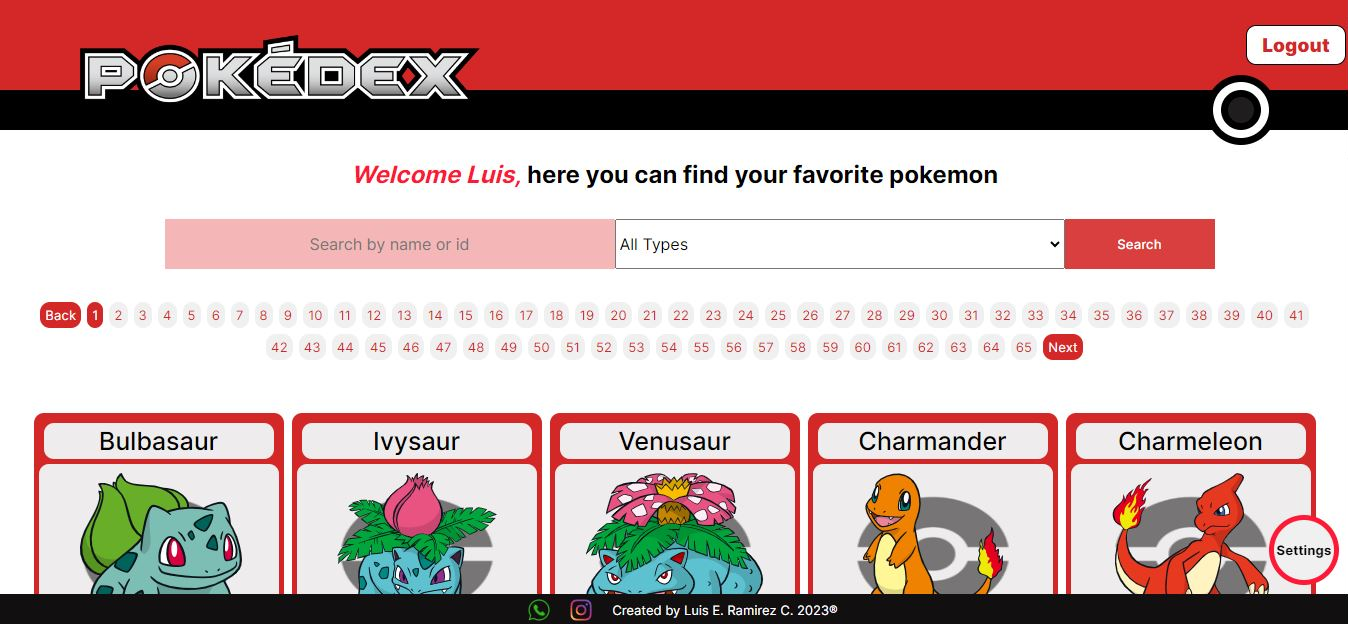 POKÉDEX
Logout
Welcome Luis, here you can find your favorite pokemon
Search by name or id
All Types
Search
Back 1 2 3 4 5 6 7 8 9 10 11 12 13 14 15 16 17 18 19 20 21 22 23 24 25 26 27 28 29 30 31 32 33 34 35 36 37 38 39 40 41
42 43 44 45 46 47 48 49 50 51 52 53 54 55 56 57 58 59 60 61 62 63 64 65 Next
Bulbasaur
Ivysaur
Venusaur
Charmander
Charmeleon
Settings
Created by Luis E. Ramirez C. 2023®